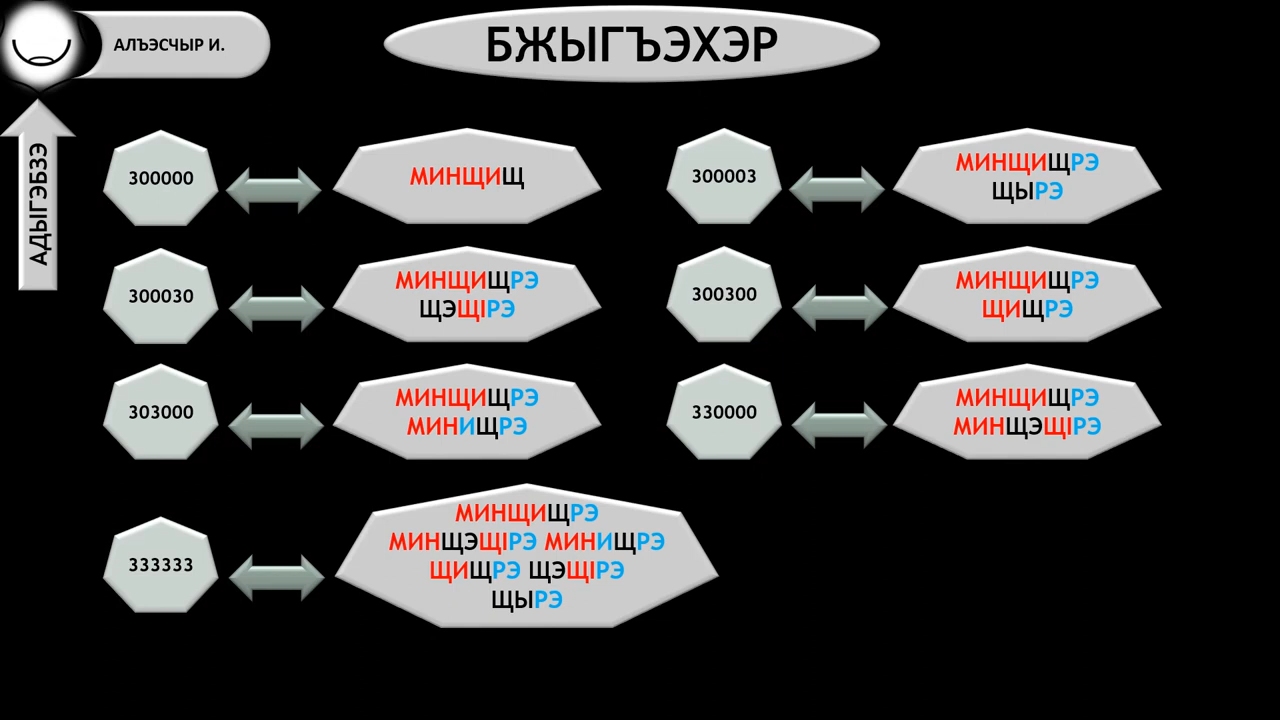 АЛЪЭСЧЫР И.
БЖЫГЪЭХЭР
АДЫГЭБЗЭ
300000
МИНЩИЩ
300003
МИНЩИЩРЭ
ЩЫРЭ
300030
МИНЩИЩРЭ
ЩЭЩІРЭ
300300
МИНЩИЩРЭ
ЩИЩРЭ
303000
МИНЩИЩРЭ
МИНИЩРЭ
330000
МИНЩИЩРЭ
МИНЩЭЩІРЭ
333333
МИНЩИЩРЭ
МИНЩЭЩІРЭ МИНИЩРЭ
ЩИЩРЭ ЩЭЩІРЭ
ЩЫРЭ